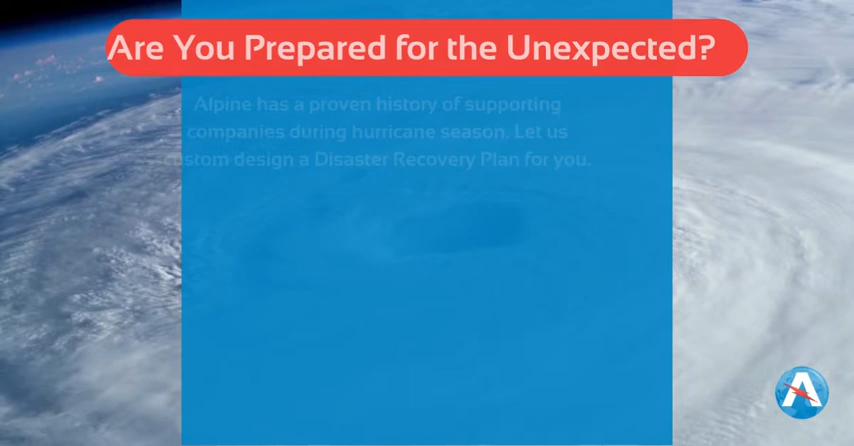 Are You Prepared for the Unexpected?
Alpine has a proven history of supporting
companies during hurricane season. Let us
custom design a Disaster Recovery Plan for you.
A